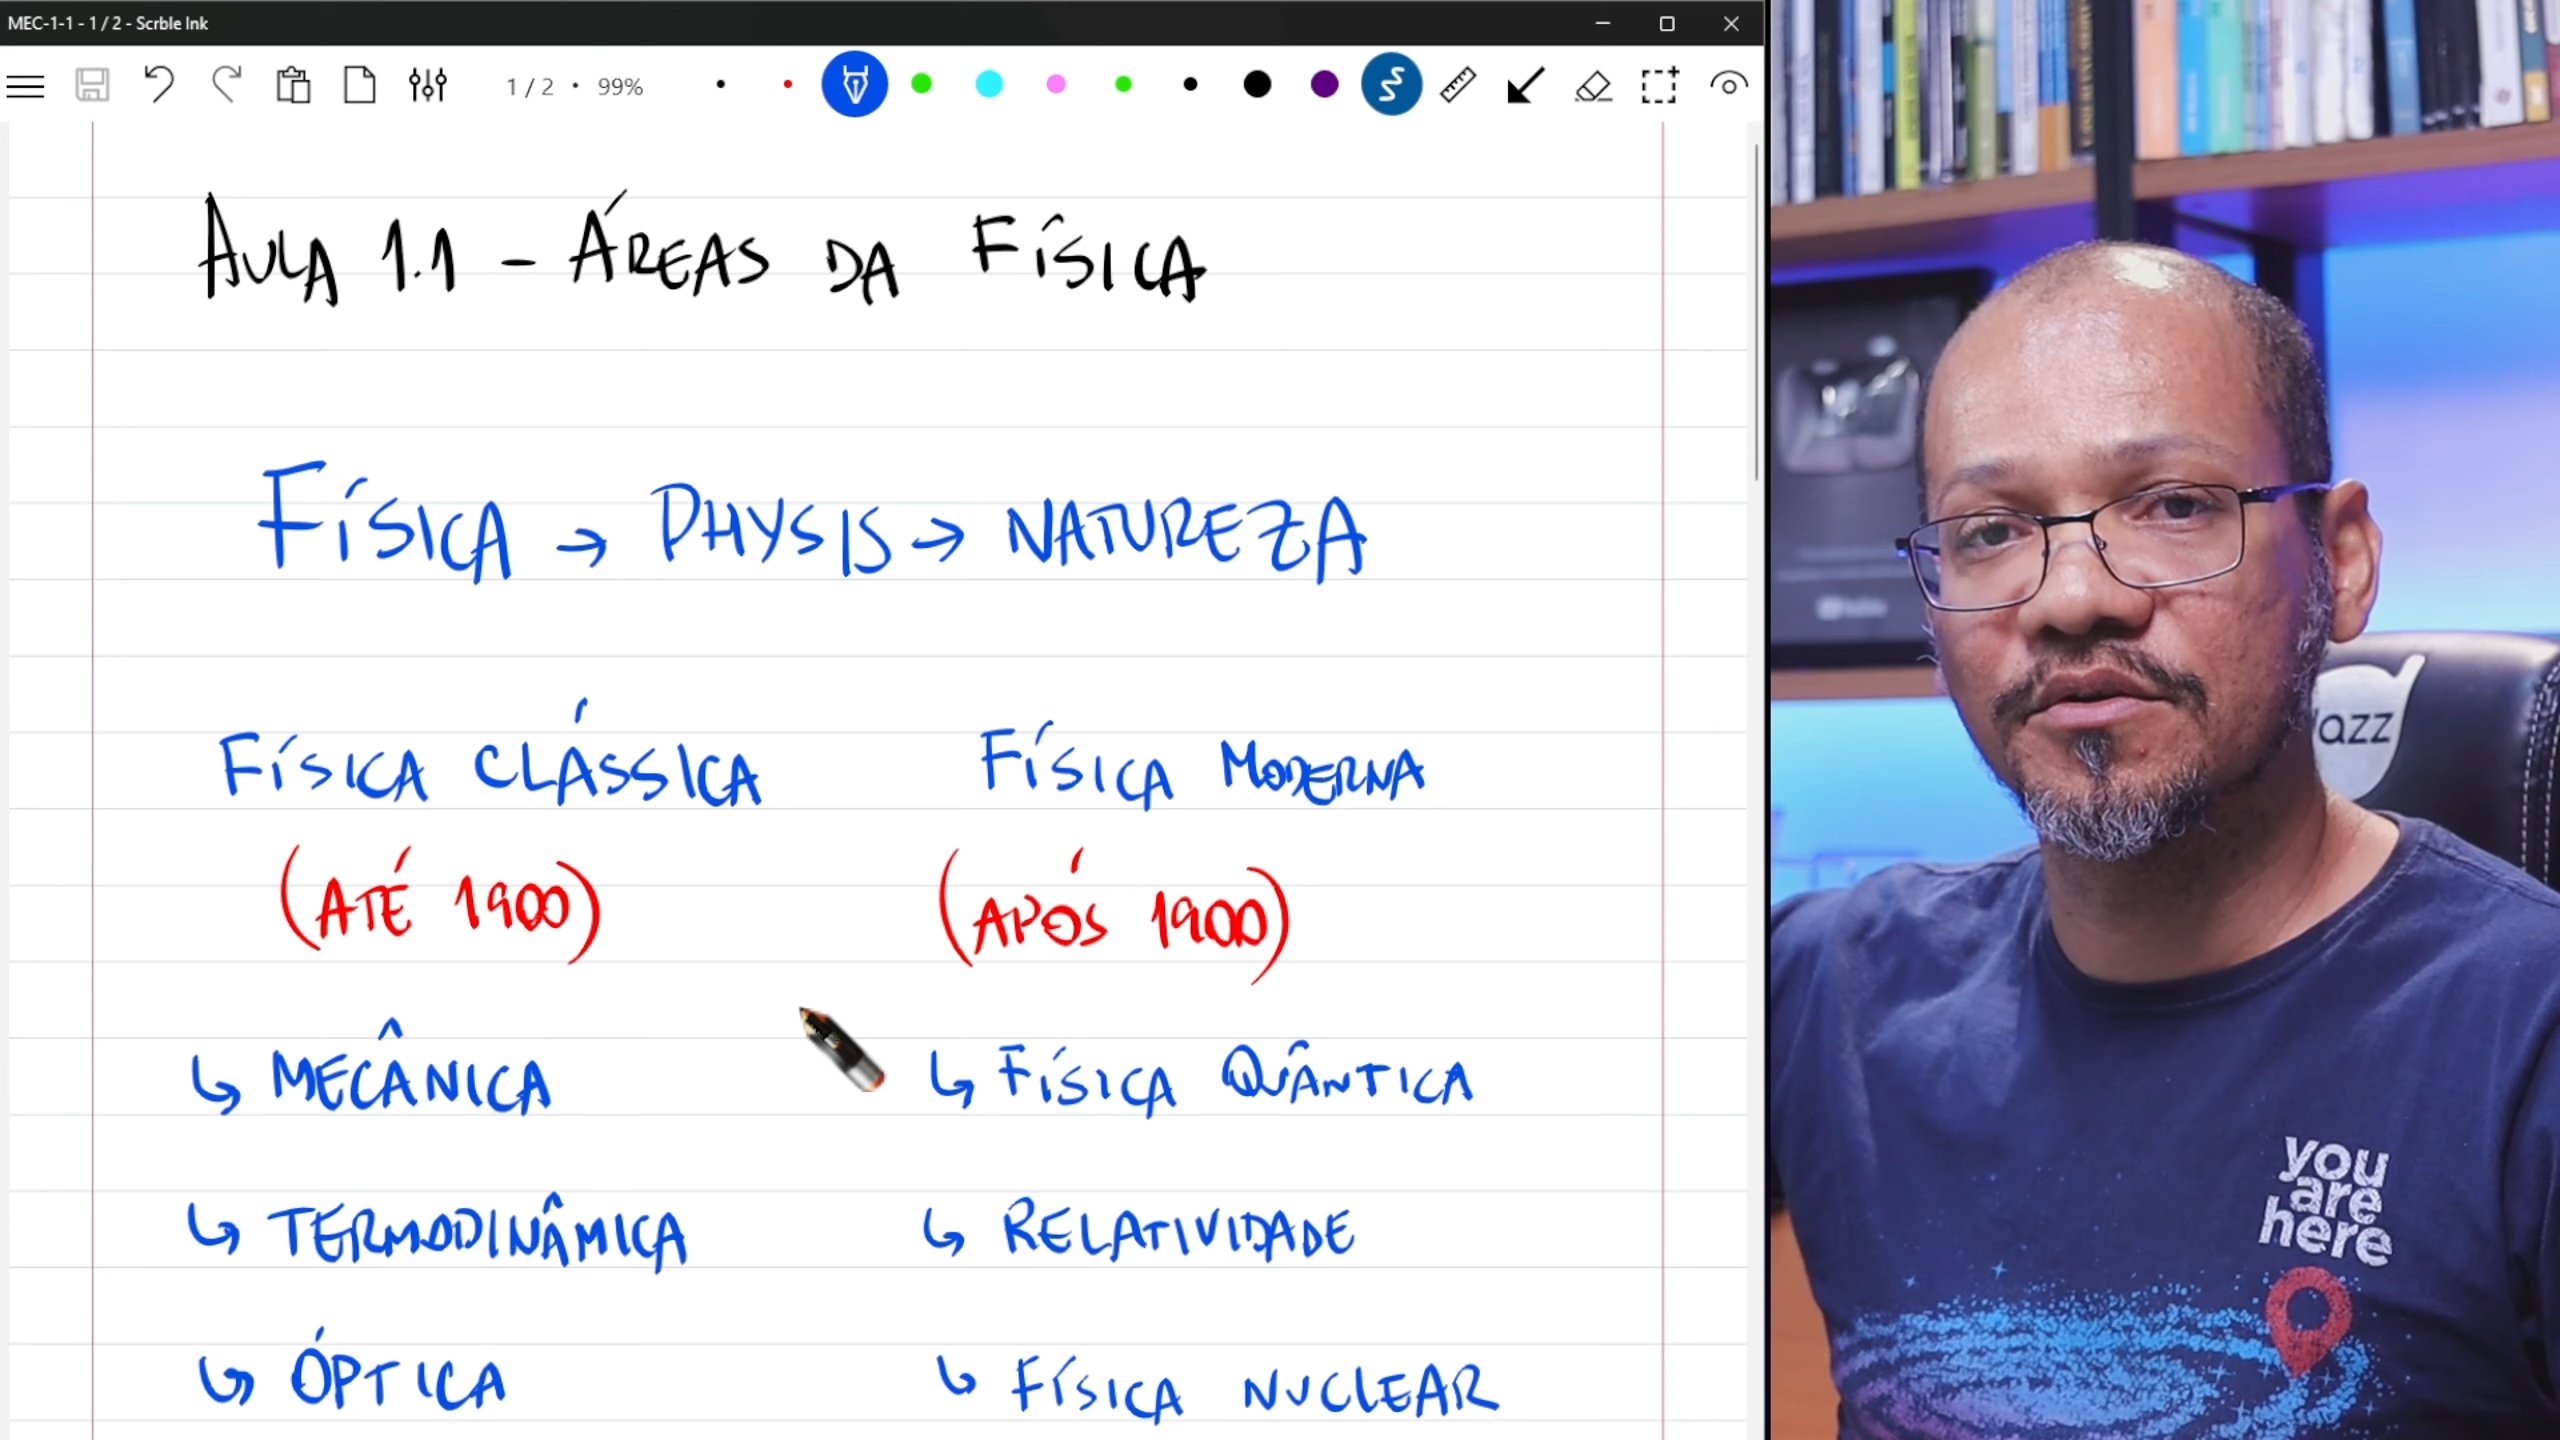 MEC-1-1 - 1 / 2 - Scrble Ink
1 / 2 • 99%
AULA 1.1 - ÁREAS DA FÍSICA
FÍSICA → PHYSIS → NATUREZA
FÍSICA CLÁSSICA FÍSICA MODERNA
(ATÉ 1900) (APÓS 1900)
↳ MECÂNICA ↳ FÍSICA QUÂNTICA
↳ TERMODINÂMICA ↳ RELATIVIDADE
↳ ÓPTICA ↳ FÍSICA NUCLEAR
azz
you
are
here